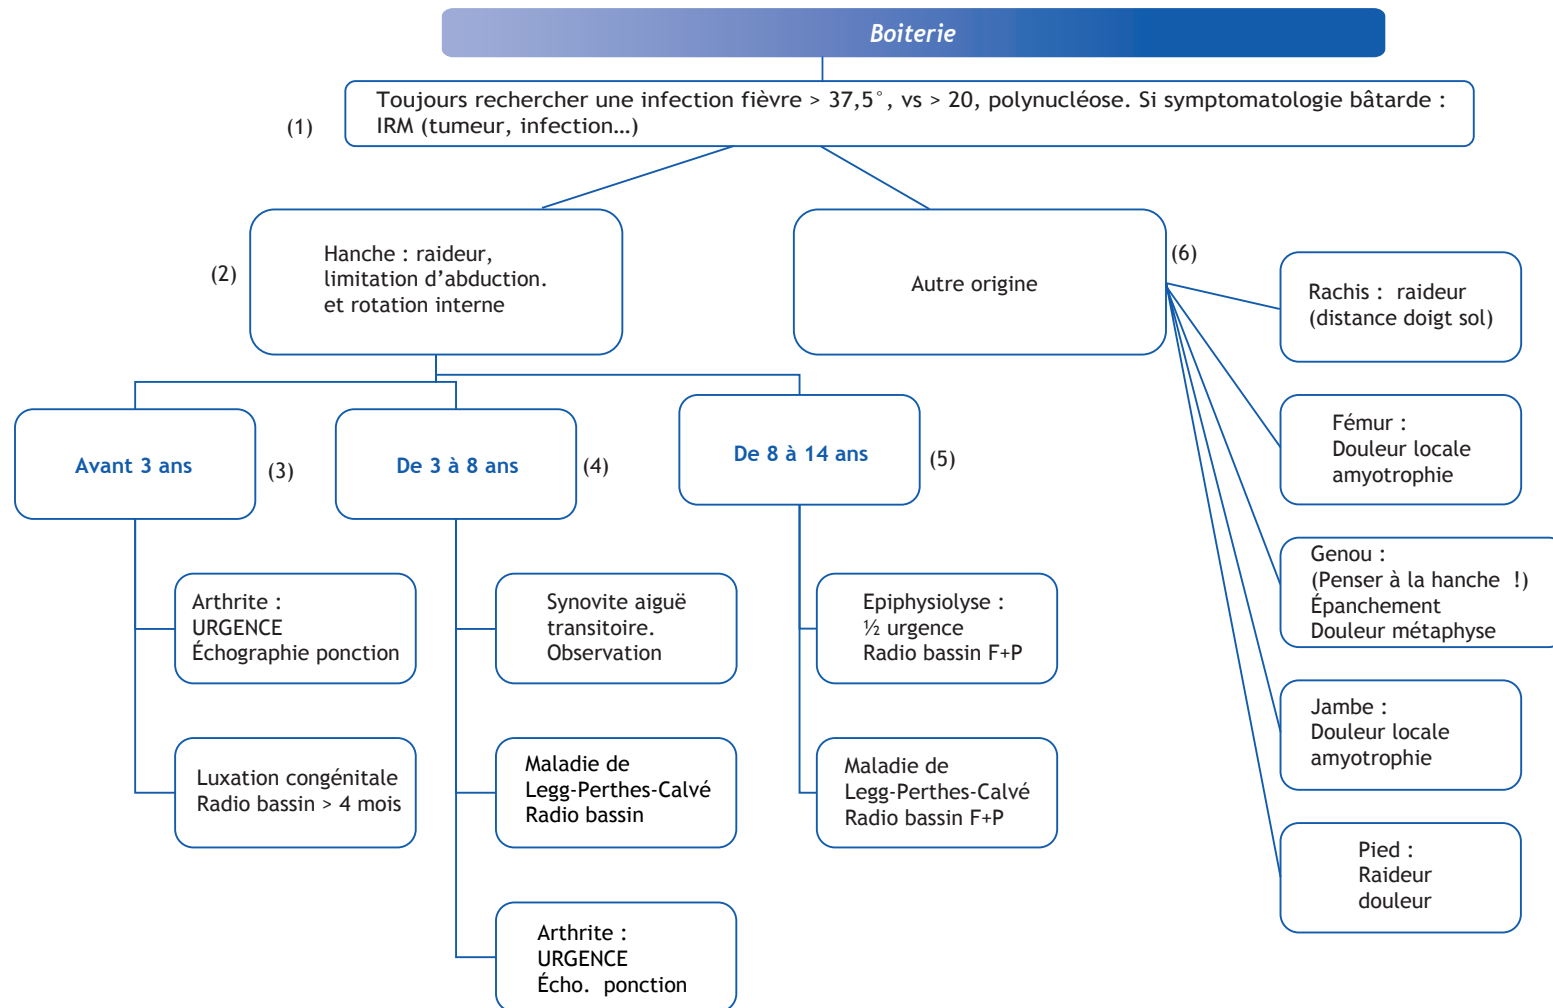 Boiterie
Toujours rechercher une infection fièvre > 37,5°, vs > 20, polynucléose. Si symptomatologie bâtarde :
IRM (tumeur, infection…)
(1)
Hanche : raideur,
limitation d’abduction.
et rotation interne
(2)
Autre origine
(6)
Rachis : raideur
(distance doigt sol)
Fémur :
Douleur locale
amyotrophie
Genou :
(Penser à la hanche !)
Épanchement
Douleur métaphyse
Jambe :
Douleur locale
amyotrophie
Pied :
Raideur
douleur
Avant 3 ans
(3)
Arthrite :
URGENCE
Échographie ponction
Luxation congénitale
Radio bassin > 4 mois
De 3 à 8 ans
(4)
Synovite aiguë
transitoire.
Observation
Maladie de
Legg-Perthes-Calvé
Radio bassin
Arthrite :
URGENCE
Écho. ponction
De 8 à 14 ans
(5)
Epiphysiolyse :
½ urgence
Radio bassin F+P
Maladie de
Legg-Perthes-Calvé
Radio bassin F+P